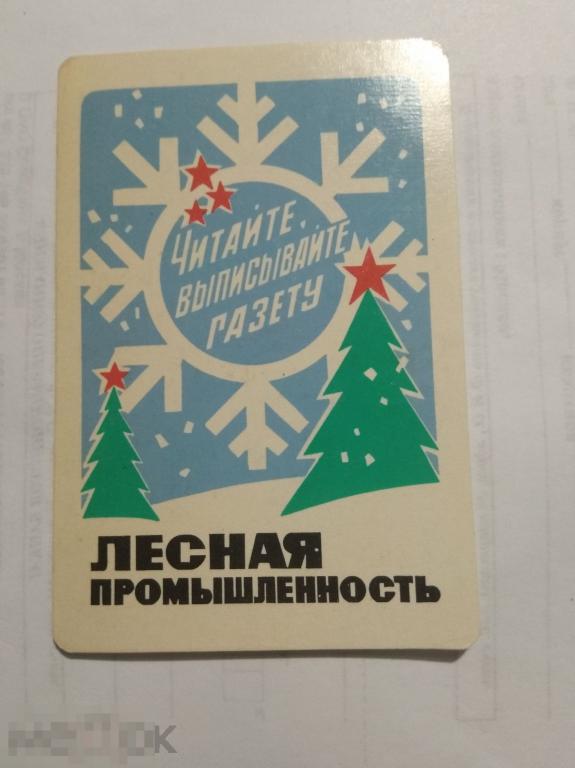 Читайте,
выписывайте
газету
ЛЕСНАЯ
ПРОМЫШЛЕННОСТЬ